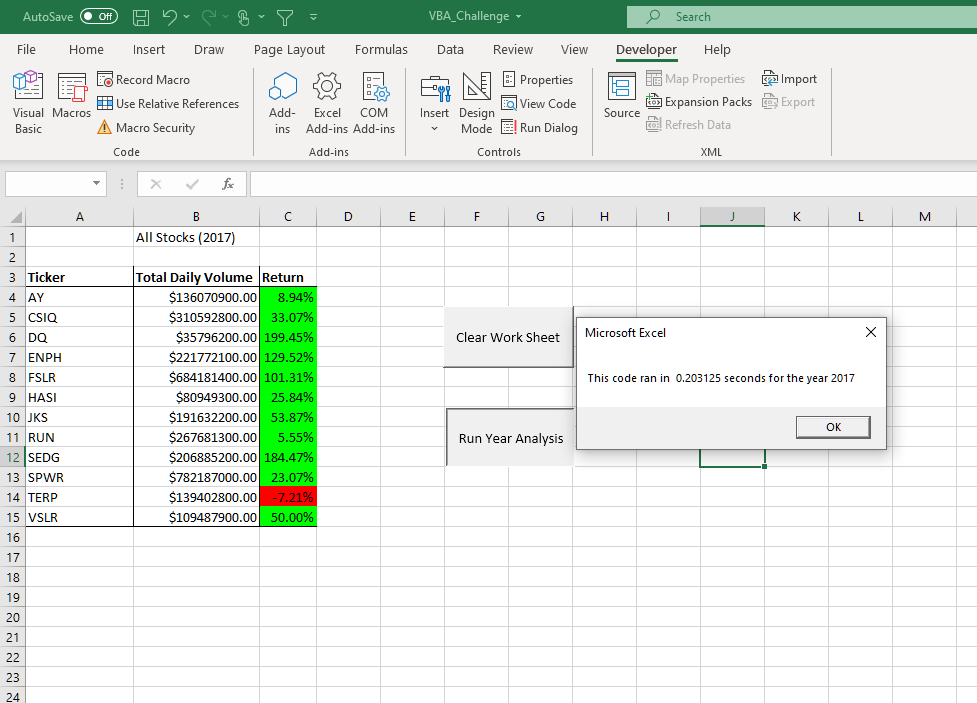 AutoSave Off VBA_Challenge Search
File Home Insert Draw Page Layout Formulas Data Review View Developer Help
Visual Basic
Macros
Record Macro
Use Relative References
Macro Security
Code
Add-ins
Excel Add-ins
COM Add-ins
Add-ins
Insert
Design Mode
Properties
View Code
Run Dialog
Controls
Source
Map Properties
Expansion Packs
Refresh Data
Import
Export
XML
fx
A B C D E F G H I J K L M
1 All Stocks (2017)
2
3 Ticker Total Daily Volume Return
4 AY $136070900.00 8.94%
5 CSIQ $310592800.00 33.07%
6 DQ $35796200.00 199.45%
7 ENPH $221772100.00 129.52%
8 FSLR $684181400.00 101.31%
9 HASI $80949300.00 25.84%
10 JKS $191632200.00 53.87%
11 RUN $267681300.00 5.55%
12 SEDG $206885200.00 184.47%
13 SPWR $782187000.00 23.07%
14 TERP $139402800.00 -7.21%
15 VSLR $109487900.00 50.00%
16
17
18
19
20
21
22
23
24
Clear Work Sheet
Run Year Analysis
Microsoft Excel
This code ran in  0.203125 seconds for the year 2017
OK